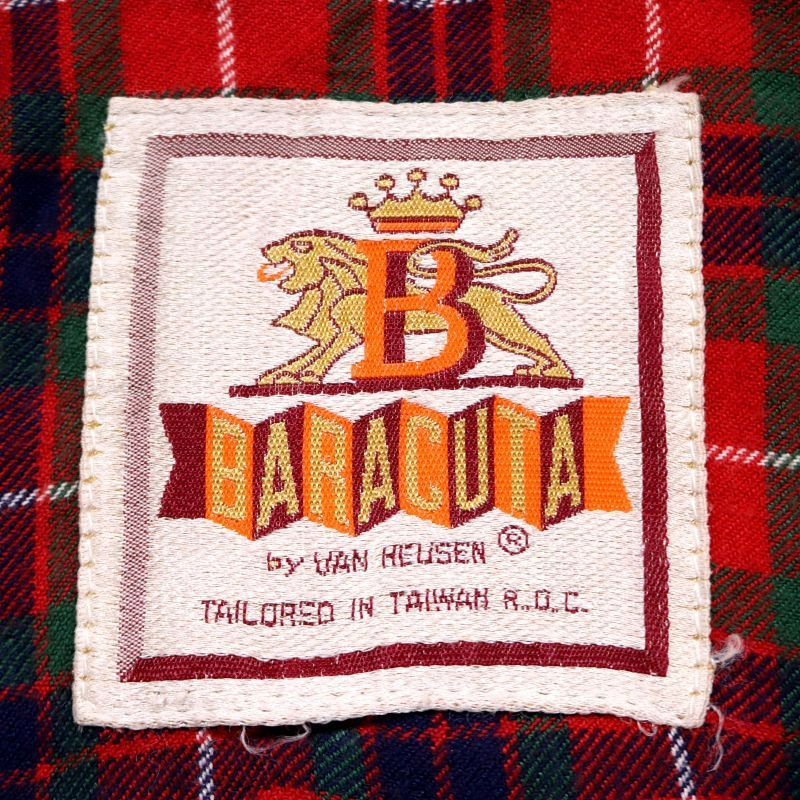 B
BARACUTA
by VAN HEUSEN ®
TAILORED IN TAIWAN R.O.C.